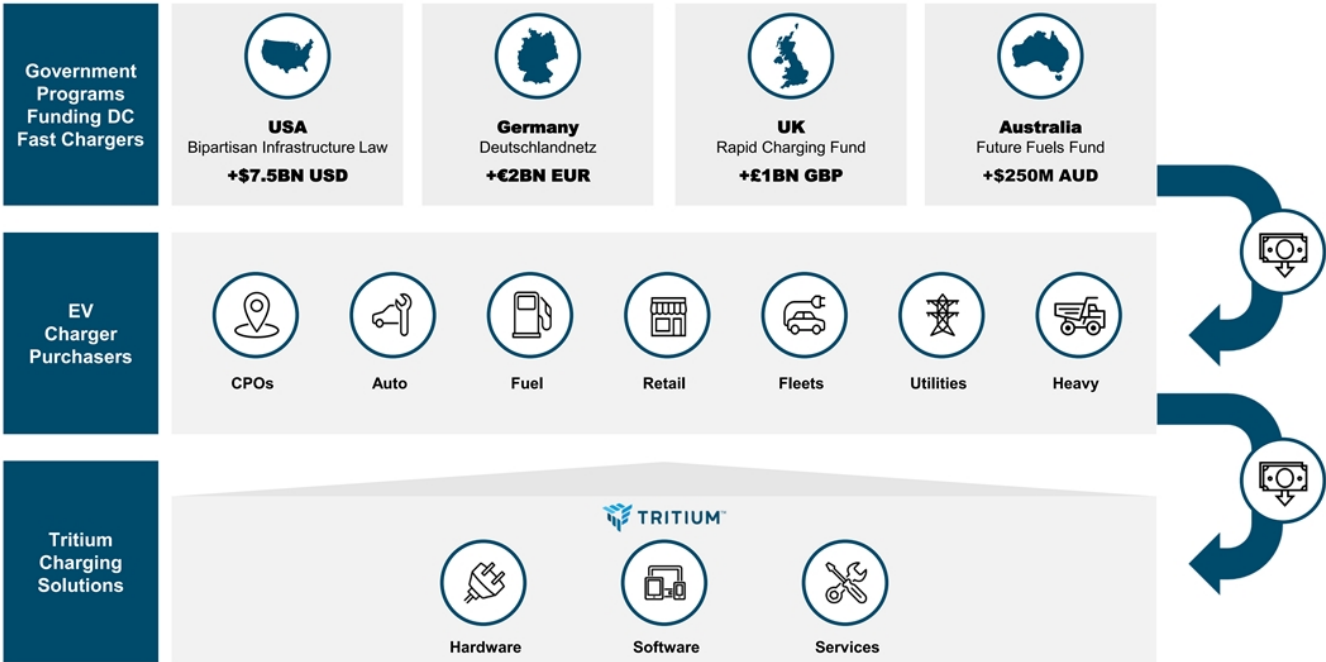 Government
Programs
Funding DC
Fast Chargers
USA
Bipartisan Infrastructure Law
+$7.5BN USD
Germany
Deutschlandnetz
+€2BN EUR
UK
Rapid Charging Fund
+£1BN GBP
Australia
Future Fuels Fund
+$250M AUD
EV
Charger
Purchasers
CPOs
Auto
Fuel
Retail
Fleets
Utilities
Heavy
Tritium
Charging
Solutions
TRITIUM™
Hardware
Software
Services